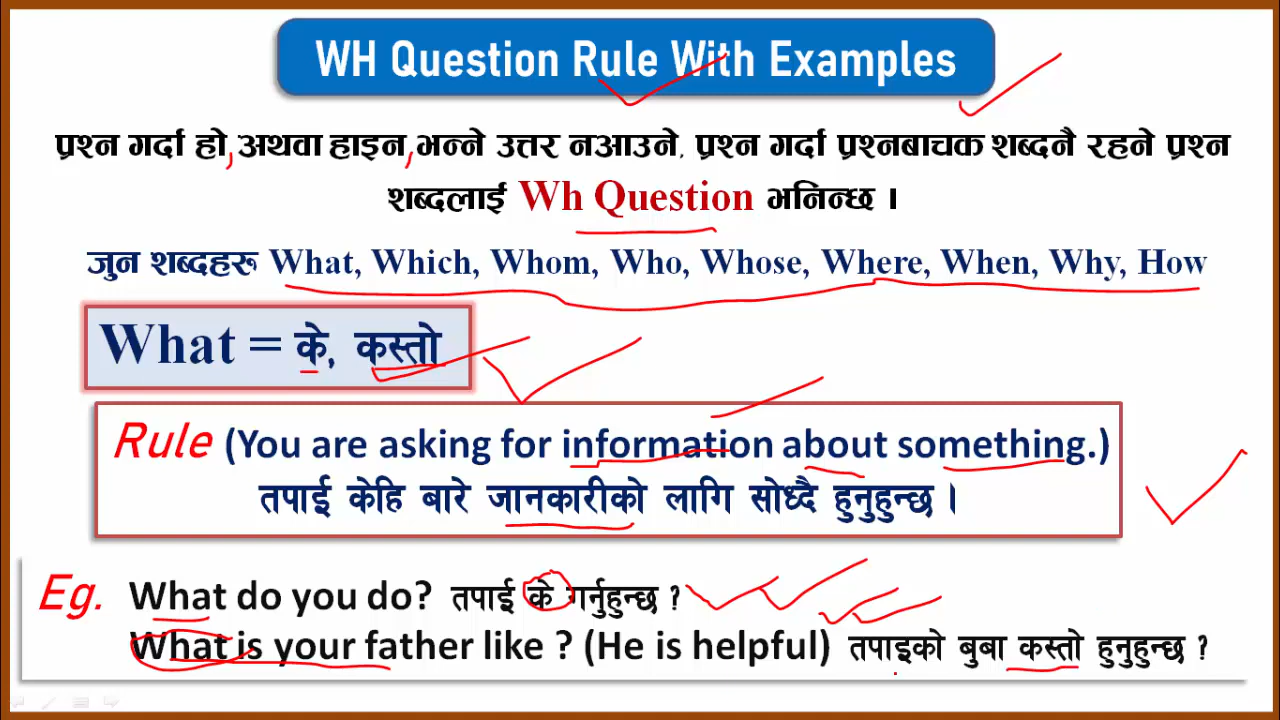 WH Question Rule With Examples
प्रश्न गर्दा हो, अथवा हाइन, भन्ने उत्तर नआउने, प्रश्न गर्दा प्रश्नबाचक शब्दनै रहने प्रश्न
शब्दलाई Wh Question भनिन्छ ।
जुन शब्दहरू What, Which, Whom, Who, Whose, Where, When, Why, How
What = के, कस्तो
Rule (You are asking for information about something.)
तपाई केहि बारे जानकारीको लागि सोध्दै हुनुहुन्छ ।
Eg. What do you do? तपाई के गर्नुहुन्छ ?
What is your father like ? (He is helpful) तपाइको बुबा कस्तो हुनुहुन्छ ?